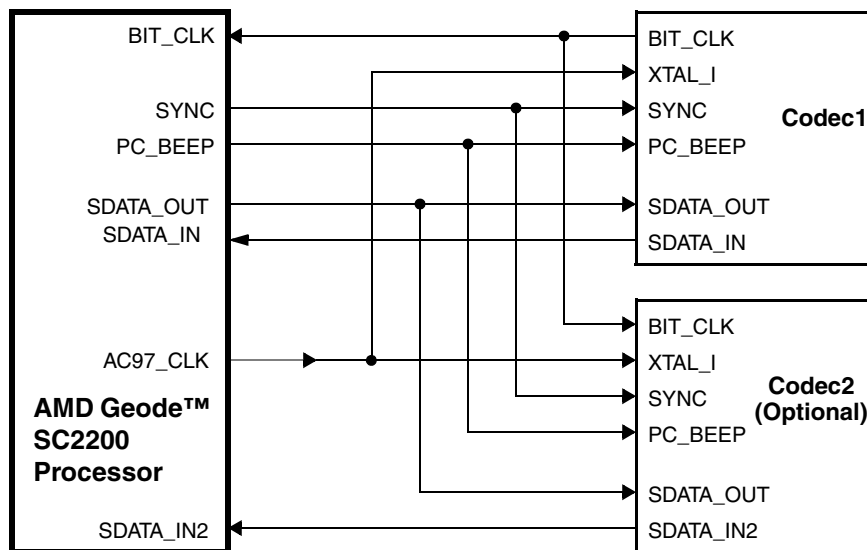 BIT_CLK
SYNC
PC_BEEP
SDATA_OUT
SDATA_IN
AC97_CLK
AMD Geode™
SC2200
Processor
SDATA_IN2
BIT_CLK
XTAL_I
SYNC
Codec1
PC_BEEP
SDATA_OUT
SDATA_IN
BIT_CLK
XTAL_I
Codec2
(Optional)
SYNC
PC_BEEP
SDATA_OUT
SDATA_IN2